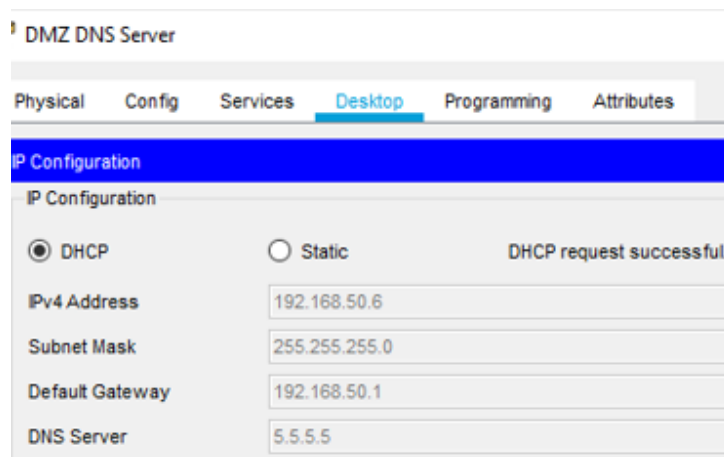 DMZ DNS Server
Physical Config Services Desktop Programming Attributes
IP Configuration
IP Configuration
DHCP Static DHCP request successful
IPv4 Address 192.168.50.6
Subnet Mask 255.255.255.0
Default Gateway 192.168.50.1
DNS Server 5.5.5.5